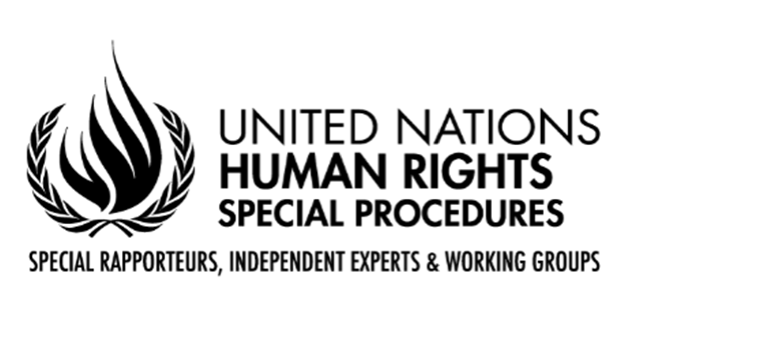 UNITED NATIONS
HUMAN RIGHTS
SPECIAL PROCEDURES
SPECIAL RAPPORTEURS, INDEPENDENT EXPERTS & WORKING GROUPS